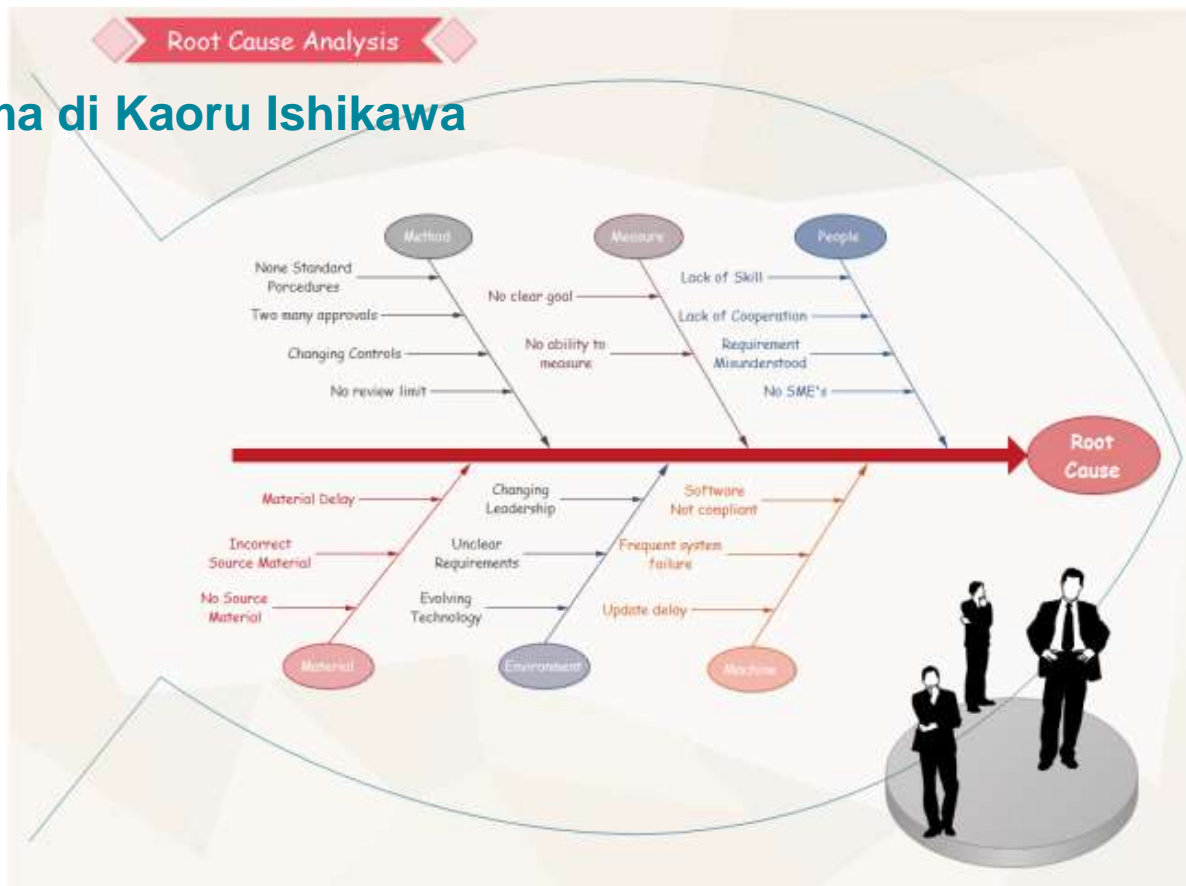 Root Cause Analysis
ma di Kaoru Ishikawa
Method
Measure
People
None Standard
Porcedures
Two many approvals
Changing Controls
No review limit
No clear goal
No ability to
measure
Lack of Skill
Lack of Cooperation
Requirement
Misunderstood
No SME's
Root
Cause
Material Delay
Incorrect
Source Material
No Source
Material
Changing
Leadership
Unclear
Requirements
Evolving
Technology
Software
Not compliant
Frequent system
failure
Update delay
Material
Environment
Machine